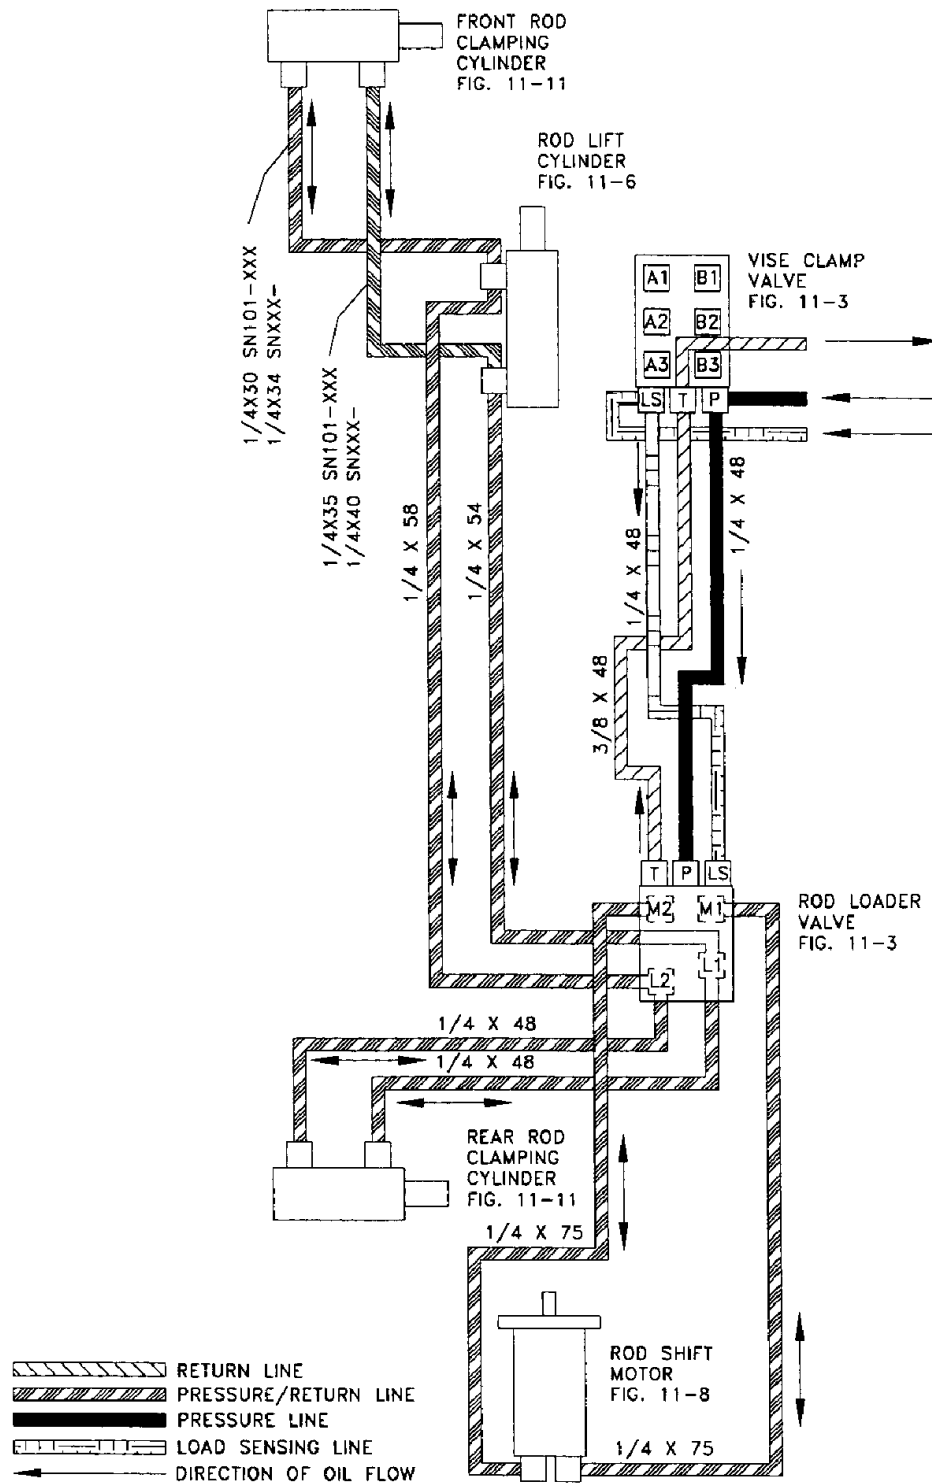 FRONT ROD
CLAMPING
CYLINDER
FIG. 11-11
ROD LIFT
CYLINDER
FIG. 11-6
1/4X30 SN101-XXX
1/4X34 SNXXX-
1/4X35 SN101-XXX
1/4X40 SNXXX-
VISE CLAMP
VALVE
FIG. 11-3
A1 B1
A2 B2
A3 B3
LS T P
1/4 X 58
1/4 X 54
1/4 X 48
1/4 X 48
3/8 X 48
T P LS
M2 M1
L1
L2
ROD LOADER
VALVE
FIG. 11-3
1/4 X 48
1/4 X 48
REAR ROD
CLAMPING
CYLINDER
FIG. 11-11
1/4 X 75
ROD SHIFT
MOTOR
FIG. 11-8
1/4 X 75
RETURN LINE
PRESSURE/RETURN LINE
PRESSURE LINE
LOAD SENSING LINE
DIRECTION OF OIL FLOW